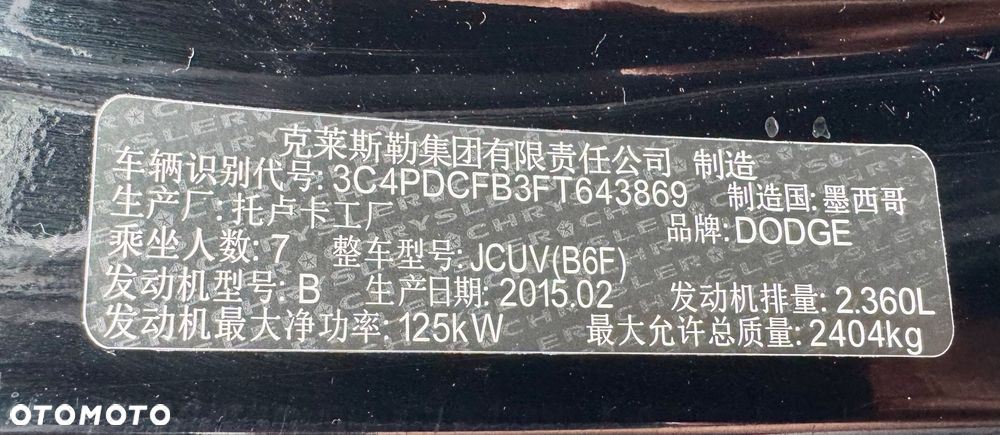 克莱斯勒集团有限责任公司 制造
车辆识别代号: 3C4PDCFB3FT643869 制造国: 墨西哥
生产厂: 托卢卡工厂 品牌: DODGE
乘坐人数: 7 整车型号: JCUV(B6F)
发动机型号: B 生产日期: 2015.02 发动机排量: 2.360L
发动机最大净功率: 125kW 最大允许总质量: 2404kg
OTOMOTO